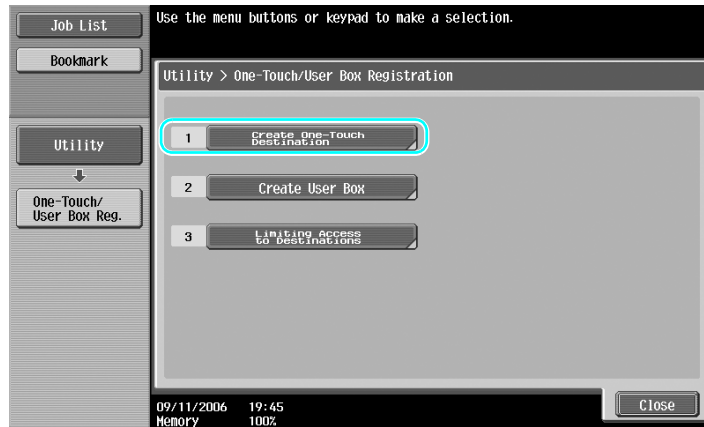 Job List
Bookmark
Utility
One-Touch/
User Box Reg.
Use the menu buttons or keypad to make a selection.
Utility > One-Touch/User Box Registration
1 Create One-Touch
Destination
2 Create User Box
3 Limiting Access
to Destinations
09/11/2006 19:45
Memory 100%
Close